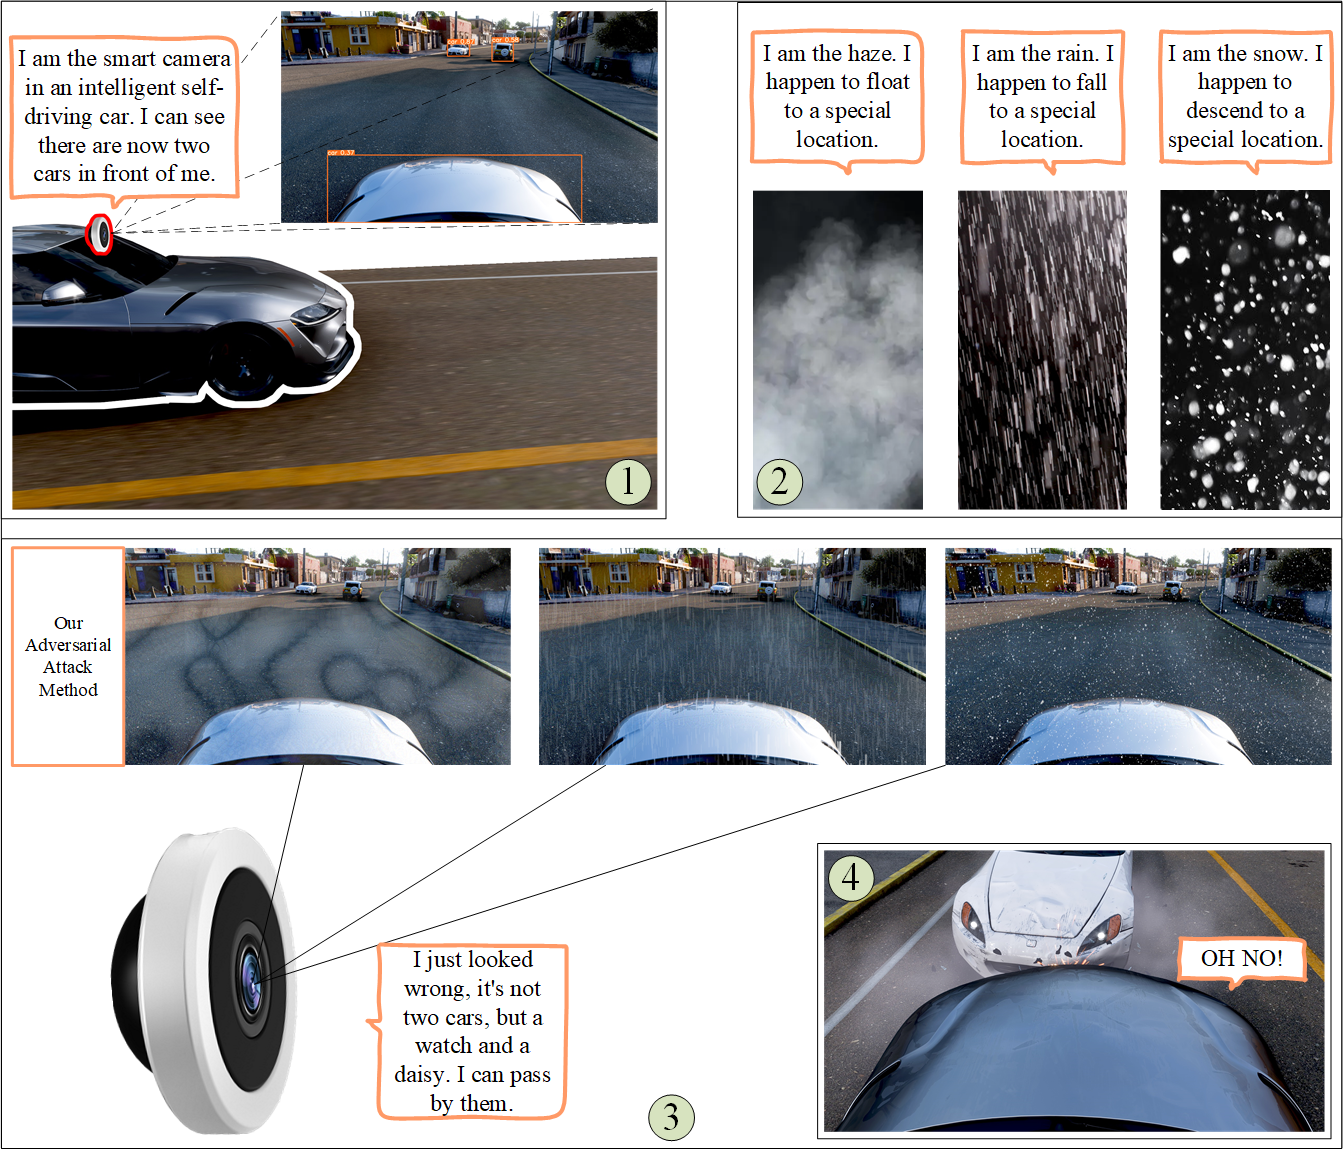 I am the smart camera
in an intelligent self-
driving car. I can see
there are now two
cars in front of me.
car 0.37
1
I am the haze. I
happen to float
to a special
location.
I am the rain. I
happen to fall
to a special
location.
I am the snow. I
happen to
descend to a
special location.
2
Our
Adversarial
Attack
Method
I just looked
wrong, it's not
two cars, but a
watch and a
daisy. I can pass
by them.
3
4
OH NO!